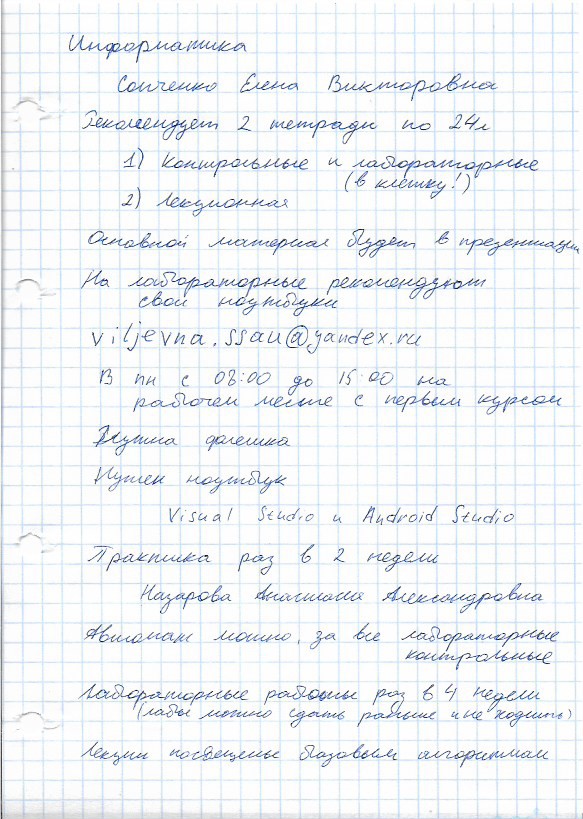 Информатика
Сопченко Елена Викторовна
Рекомендует 2 тетради по 24л
1) Контрольные и лабораторные
(в клетку!)
2) Лекционная
Основной материал будет в презентации
На лабораторные рекомендуют
свои ноутбуки
viljevna.ssau@yandex.ru
В пн с 08:00 до 15:00 на
рабочем месте с первым курсом
Нужна флешка
Нужен ноутбук
Visual Studio и Android Studio
Практика раз в 2 недели
Назарова Анастасия Александровна
Автомат можно, за все лабораторные
контрольные
Лабораторные работы раз в 4 недели
(лабы можно сдать раньше и не ходить)
Лекции посвещены базовым алгоритмам